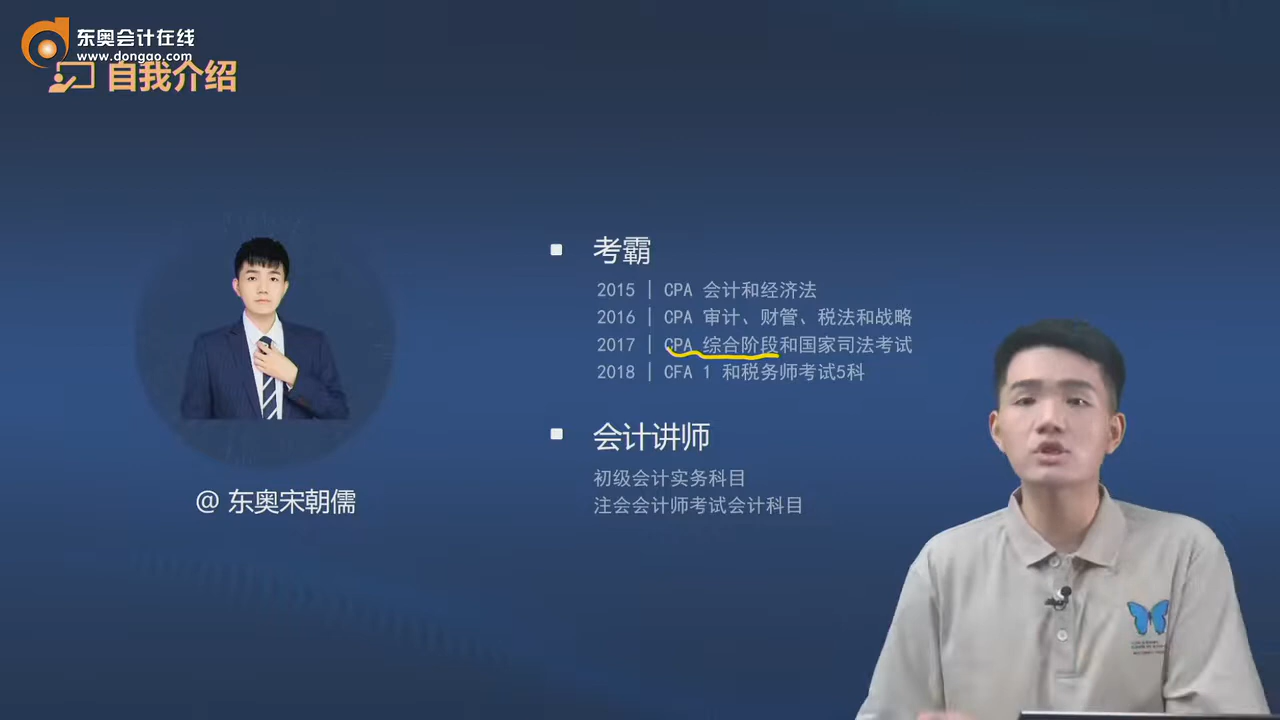 东奥会计在线
www.dongao.com
自我介绍
考霸
2015 | CPA 会计和经济法
2016 | CPA 审计、财管、税法和战略
2017 | CPA 综合阶段和国家司法考试
2018 | CFA 1 和税务师考试5科
会计讲师
初级会计实务科目
注会会计师考试会计科目
@ 东奥宋朝儒